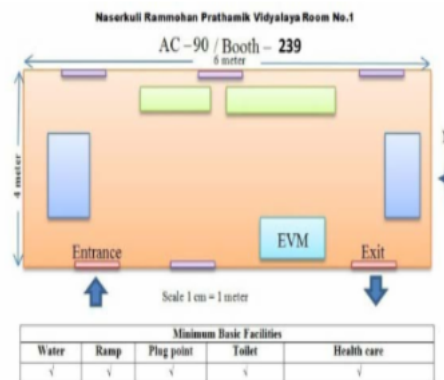 Naserkuli Rammohan Prathamik Vidyalaya Room No.1
AC – 90 / Booth – 239
6 meter
4 meter
EVM
Entrance
Exit
Scale 1 cm = 1 meter
Minimum Basic Facilities
Water Ramp Plug point Toilet Health care
√ √ √ √ √